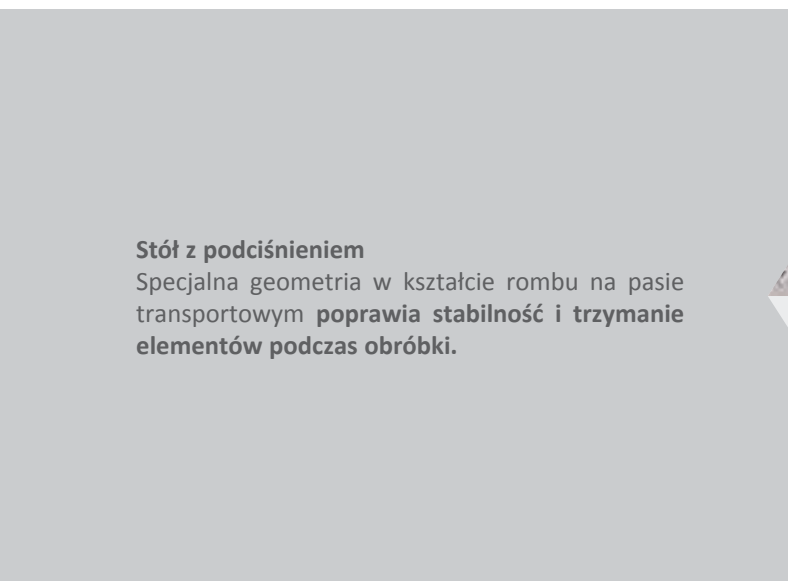 Stół z podciśnieniem
Specjalna geometria w kształcie rombu na pasie
transportowym poprawia stabilność i trzymanie
elementów podczas obróbki.